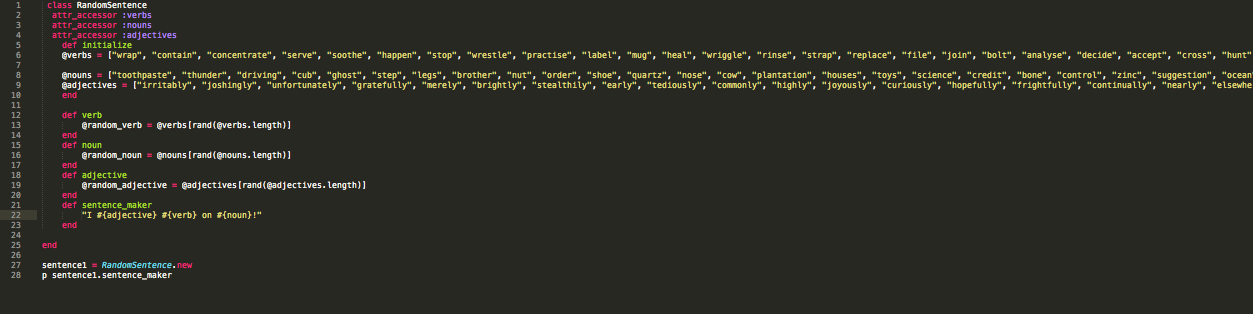 1 class RandomSentence
2 attr_accessor :verbs
3 attr_accessor :nouns
4 attr_accessor :adjectives
5 def initialize
6 @verbs = ["wrap", "contain", "concentrate", "serve", "soothe", "happen", "stop", "wrestle", "practise", "label", "mug", "heal", "wriggle", "rinse", "strap", "replace", "file", "join", "bolt", "analyse", "decide", "accept", "cross", "hunt"
7
8 @nouns = ["toothpaste", "thunder", "driving", "cub", "ghost", "step", "legs", "brother", "nut", "order", "shoe", "quartz", "nose", "cow", "plantation", "houses", "toys", "science", "credit", "bone", "control", "zinc", "suggestion", "ocean
9 @adjectives = ["irritably", "joshingly", "unfortunately", "gratefully", "merely", "brightly", "stealthily", "early", "tediously", "commonly", "highly", "joyously", "curiously", "hopefully", "frightfully", "continually", "nearly", "elsewhe
10 end
11
12 def verb
13 @random_verb = @verbs[rand(@verbs.length)]
14 end
15 def noun
16 @random_noun = @nouns[rand(@nouns.length)]
17 end
18 def adjective
19 @random_adjective = @adjectives[rand(@adjectives.length)]
20 end
21 def sentence_maker
22 "I #{adjective} #{verb} on #{noun}!"
23 end
24
25 end
26
27 sentence1 = RandomSentence.new
28 p sentence1.sentence_maker